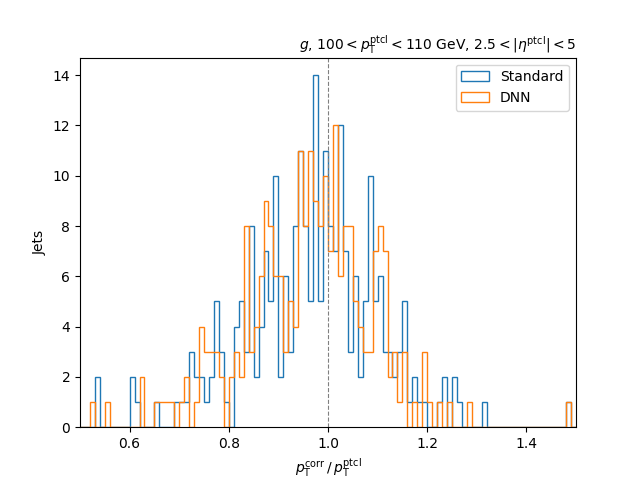 g, 100 < p_T^ptcl < 110 GeV, 2.5 < |η^ptcl| < 5
Standard
DNN
Jets
14
12
10
8
6
4
2
0
0.6 0.8 1.0 1.2 1.4
p_T^corr / p_T^ptcl